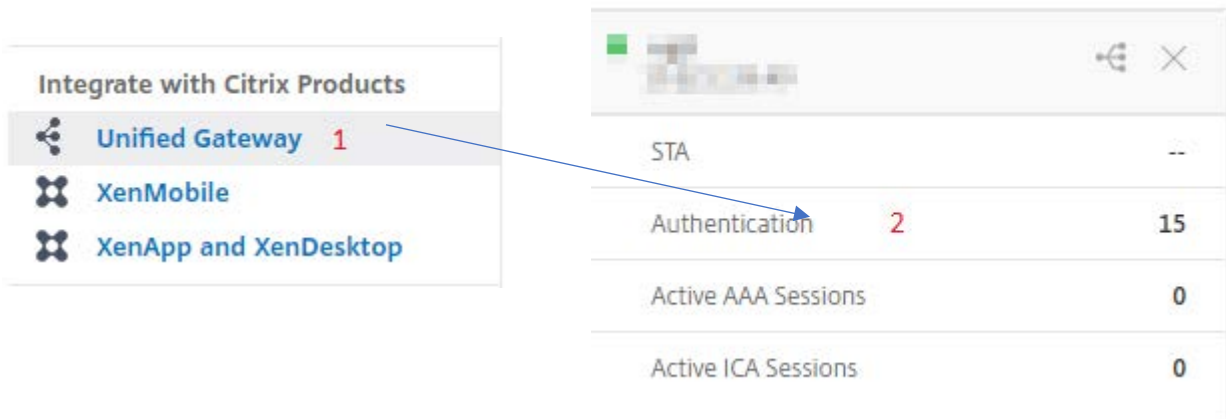 Integrate with Citrix Products
Unified Gateway 1
XenMobile
XenApp and XenDesktop
STA --
Authentication 2 15
Active AAA Sessions 0
Active ICA Sessions 0